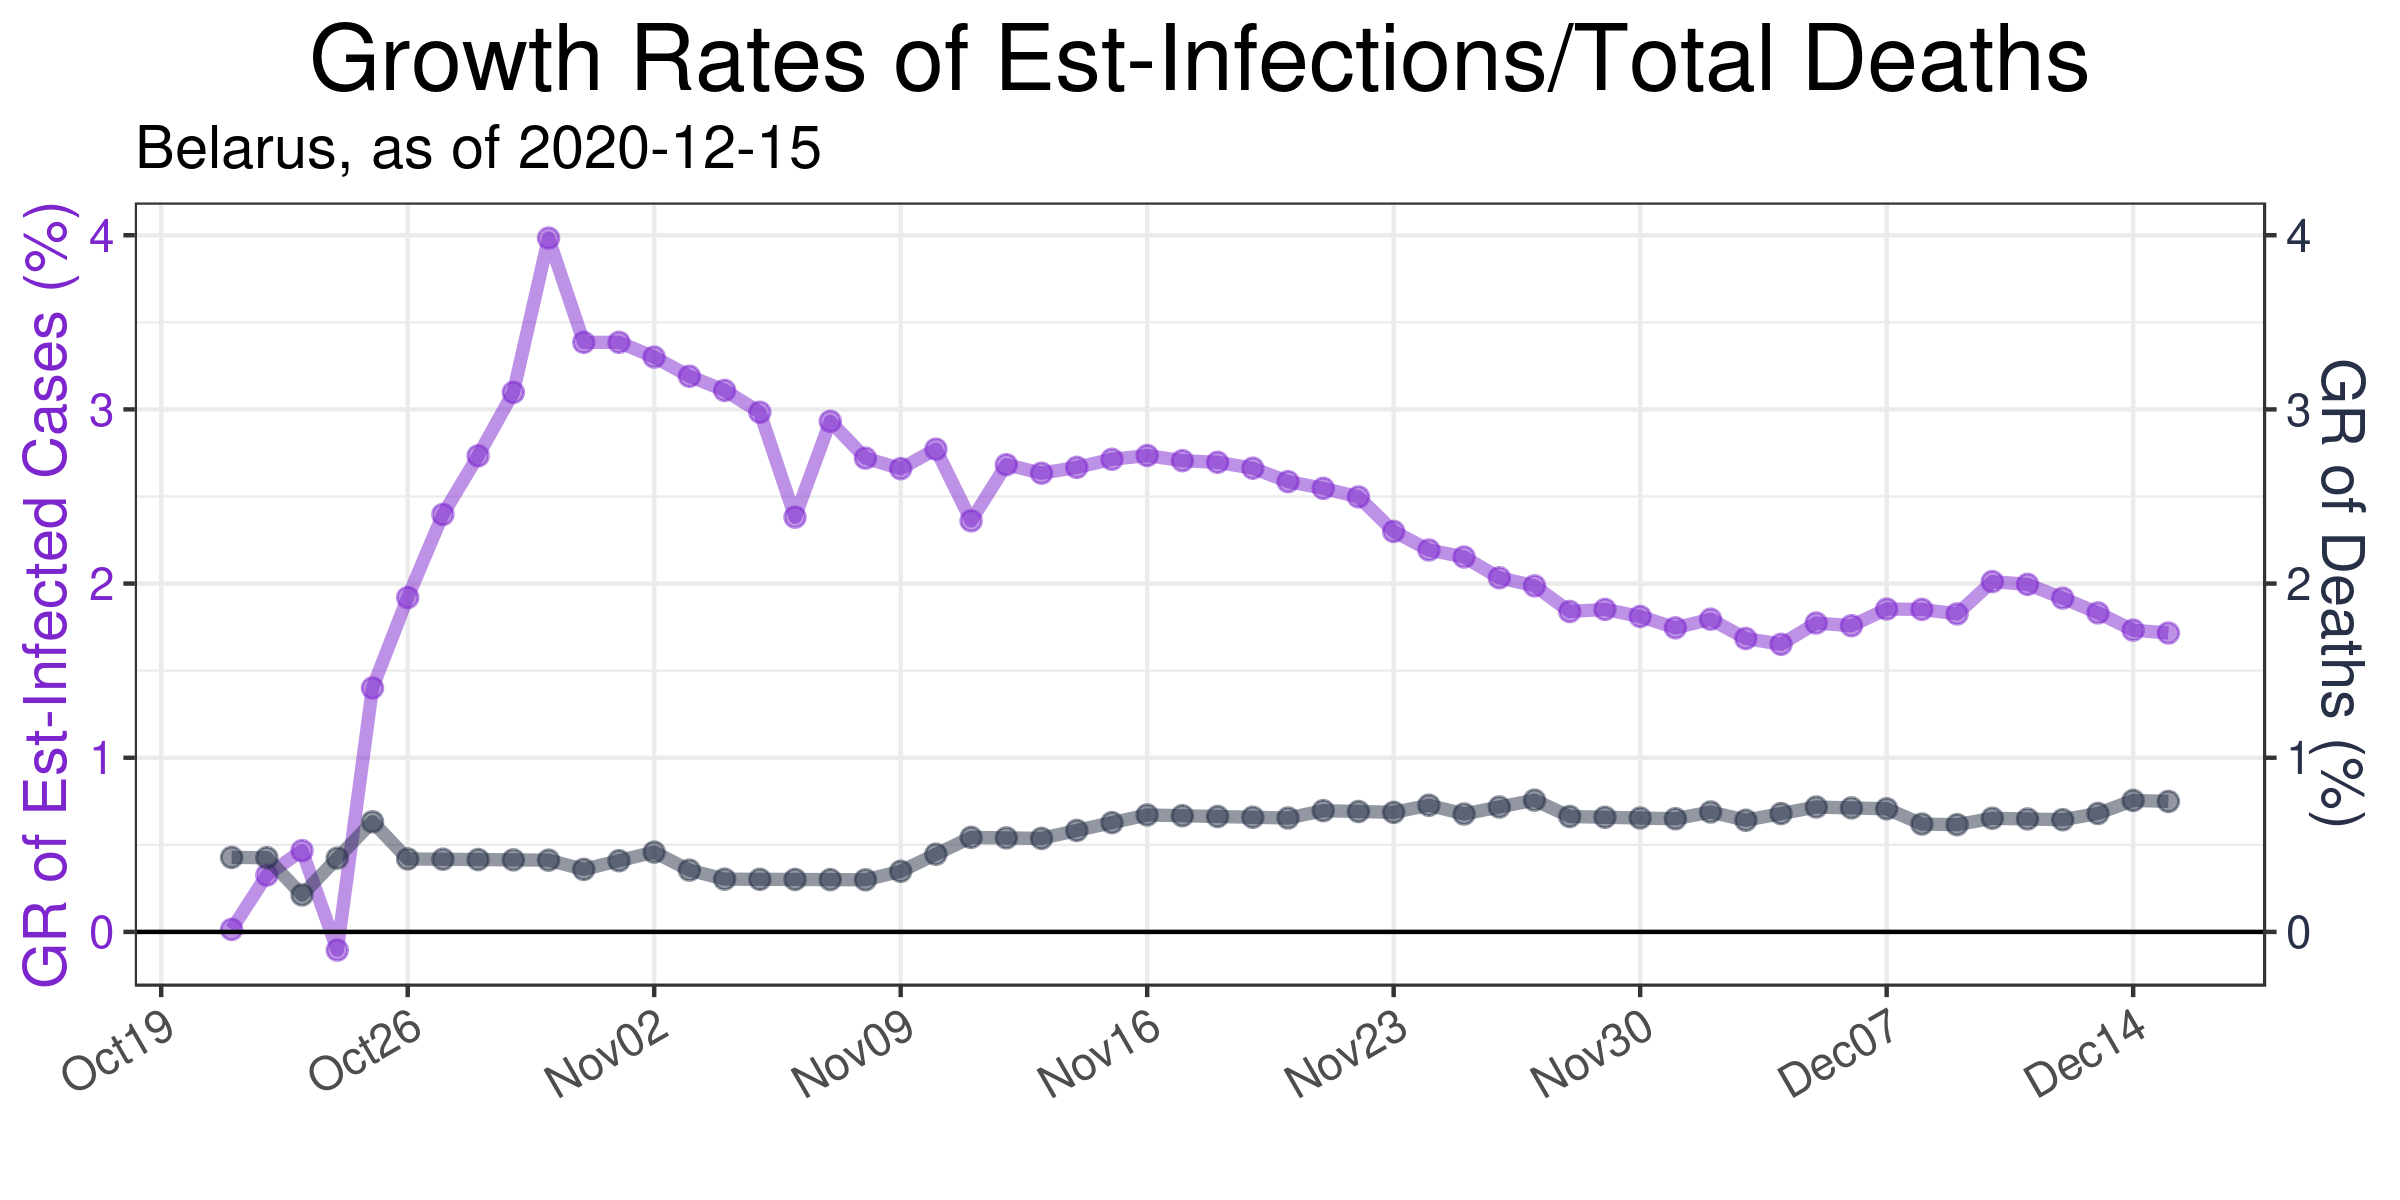 Growth Rates of Est-Infections/Total Deaths
Belarus, as of 2020-12-15
GR of Est-Infected Cases (%)
4
3
2
1
0
4
3
2
1
0
GR of Deaths (%)
Oct19
Oct26
Nov02
Nov09
Nov16
Nov23
Nov30
Dec07
Dec14